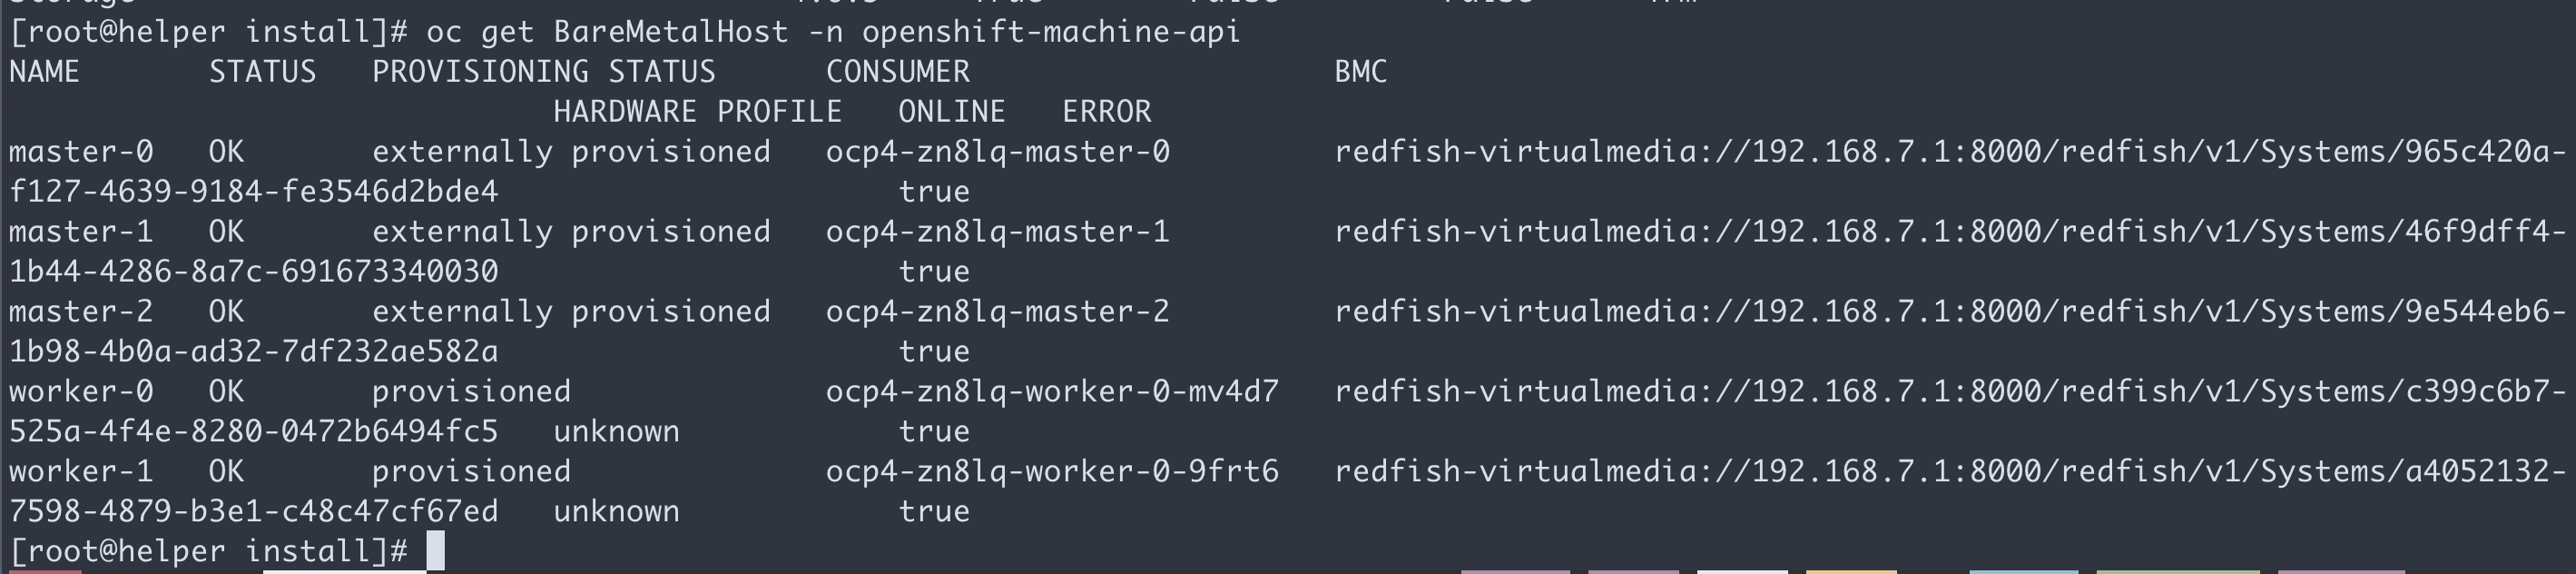 [root@helper install]# oc get BareMetalHost -n openshift-machine-api
NAME       STATUS   PROVISIONING STATUS      CONSUMER                    BMC
                              HARDWARE PROFILE   ONLINE   ERROR
master-0   OK       externally provisioned   ocp4-zn8lq-master-0         redfish-virtualmedia://192.168.7.1:8000/redfish/v1/Systems/965c420a-
f127-4639-9184-fe3546d2bde4                      true
master-1   OK       externally provisioned   ocp4-zn8lq-master-1         redfish-virtualmedia://192.168.7.1:8000/redfish/v1/Systems/46f9dff4-
1b44-4286-8a7c-691673340030                      true
master-2   OK       externally provisioned   ocp4-zn8lq-master-2         redfish-virtualmedia://192.168.7.1:8000/redfish/v1/Systems/9e544eb6-
1b98-4b0a-ad32-7df232ae582a                      true
worker-0   OK       provisioned              ocp4-zn8lq-worker-0-mv4d7   redfish-virtualmedia://192.168.7.1:8000/redfish/v1/Systems/c399c6b7-
525a-4f4e-8280-0472b6494fc5   unknown            true
worker-1   OK       provisioned              ocp4-zn8lq-worker-0-9frt6   redfish-virtualmedia://192.168.7.1:8000/redfish/v1/Systems/a4052132-
7598-4879-b3e1-c48c47cf67ed   unknown            true
[root@helper install]#